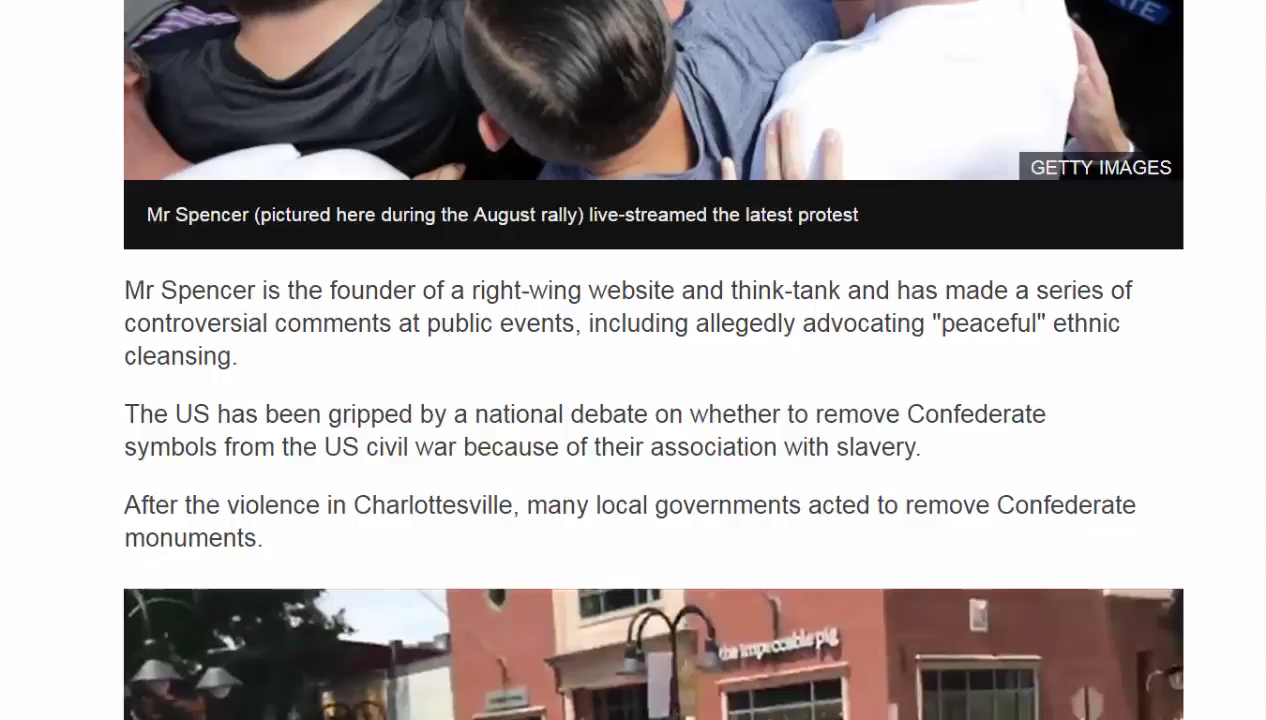 TE
GETTY IMAGES
Mr Spencer (pictured here during the August rally) live-streamed the latest protest
Mr Spencer is the founder of a right-wing website and think-tank and has made a series of
controversial comments at public events, including allegedly advocating "peaceful" ethnic
cleansing.
The US has been gripped by a national debate on whether to remove Confederate
symbols from the US civil war because of their association with slavery.
After the violence in Charlottesville, many local governments acted to remove Confederate
monuments.
the impeccable pig